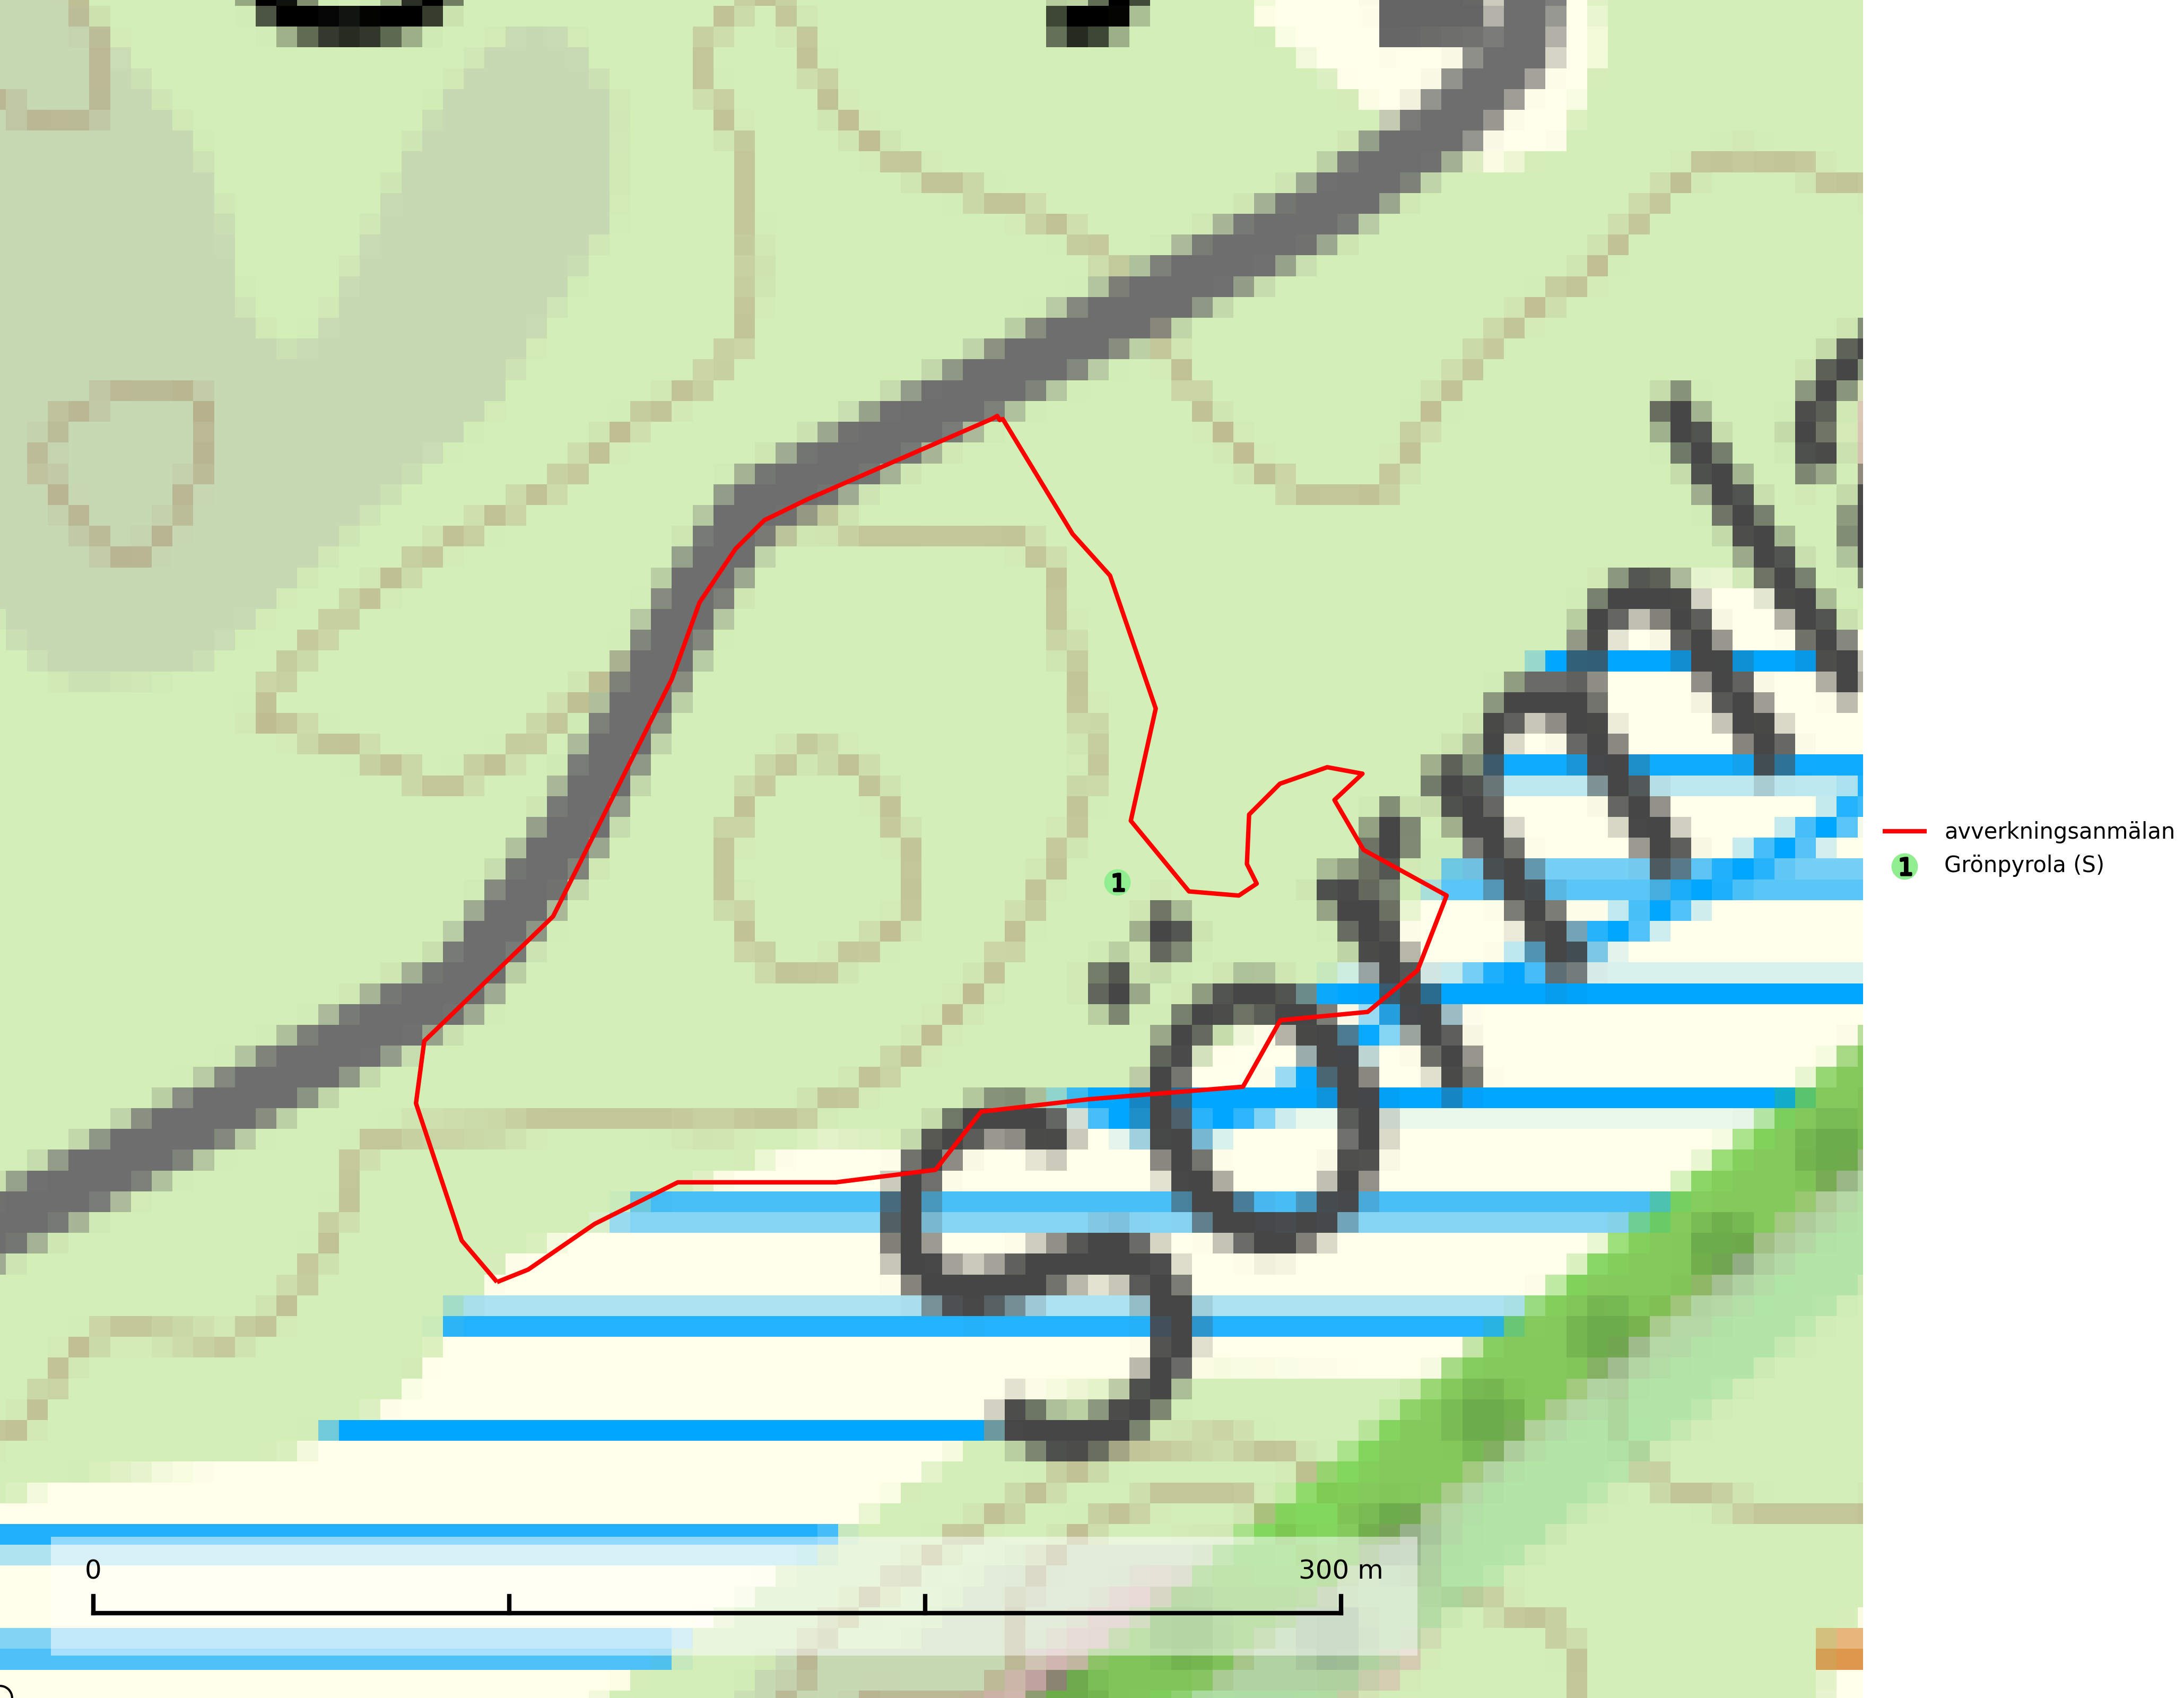 1
avverkningsanmälan
1 Grönpyrola (S)
0 300 m